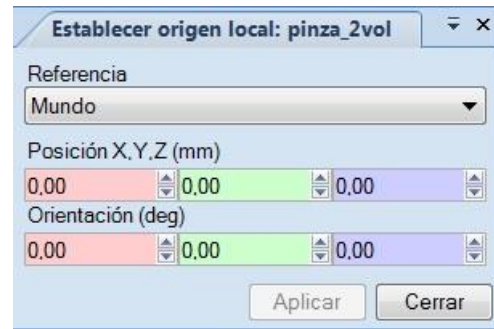 Establecer origen local: pinza_2vol
Referencia
Mundo
Posición X,Y,Z (mm)
0,00 0,00 0,00
Orientación (deg)
0,00 0,00 0,00
Aplicar Cerrar